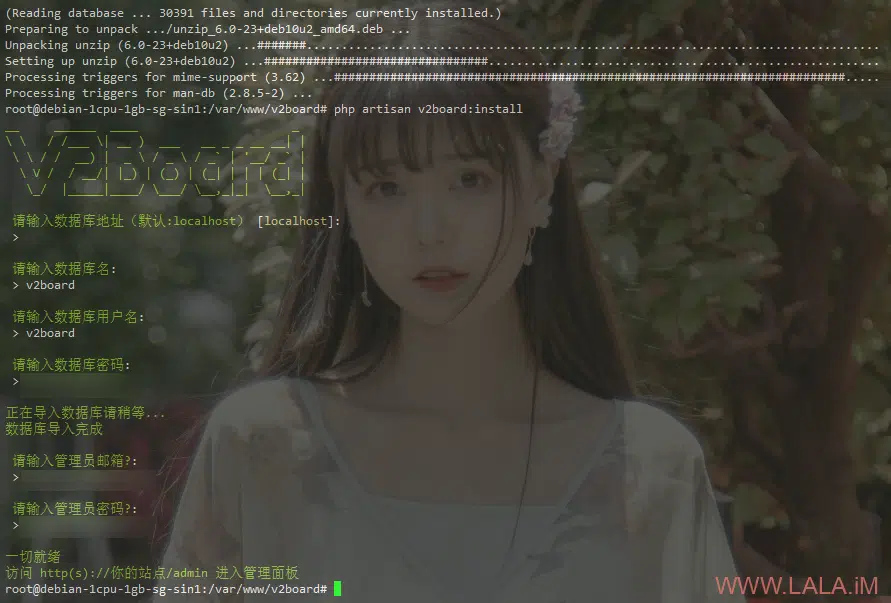 (Reading database ... 30391 files and directories currently installed.)
Preparing to unpack .../unzip_6.0-23+deb10u2_amd64.deb ...
Unpacking unzip (6.0-23+deb10u2) ...
Setting up unzip (6.0-23+deb10u2) ...
Processing triggers for mime-support (3.62) ...
Processing triggers for man-db (2.8.5-2) ...
root@debian-1cpu-1gb-sg-sin1:/var/www/v2board# php artisan v2board:install
V2Board
请输入数据库地址（默认:localhost） [localhost]:
>
请输入数据库名:
> v2board
请输入数据库用户名:
> v2board
请输入数据库密码:
>
正在导入数据库请稍等...
数据库导入完成
请输入管理员邮箱?:
>
请输入管理员密码?:
>
一切就绪
访问 http(s)://你的站点/admin 进入管理面板
root@debian-1cpu-1gb-sg-sin1:/var/www/v2board#
WWW.LALA.iM